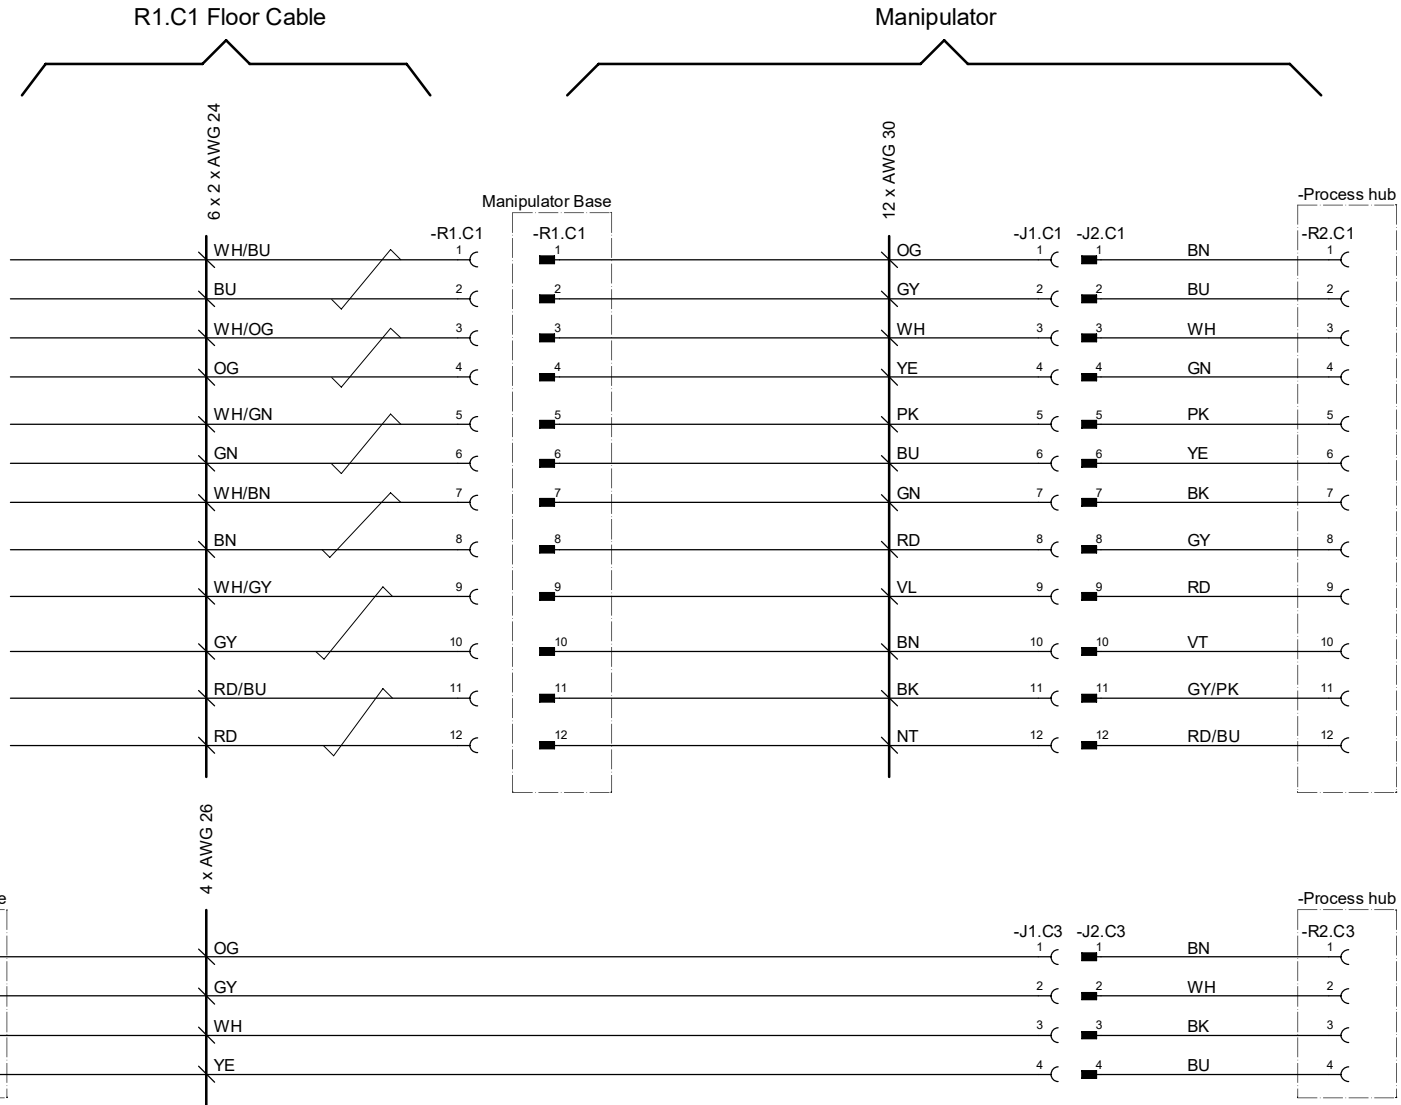 R1.C1 Floor Cable
Manipulator
6 x 2 x AWG 24
12 x AWG 30
Manipulator Base
-Process hub
-R1.C1
-R1.C1
-J1.C1
-J2.C1
-R2.C1
WH/BU 1 1 OG 1 1 BN 1
BU 2 2 GY 2 2 BU 2
WH/OG 3 3 WH 3 3 WH 3
OG 4 4 YE 4 4 GN 4
WH/GN 5 5 PK 5 5 PK 5
GN 6 6 BU 6 6 YE 6
WH/BN 7 7 GN 7 7 BK 7
BN 8 8 RD 8 8 GY 8
WH/GY 9 9 VL 9 9 RD 9
GY 10 10 BN 10 10 VT 10
RD/BU 11 11 BK 11 11 GY/PK 11
RD 12 12 NT 12 12 RD/BU 12
4 x AWG 26
e
-Process hub
-J1.C3
-J2.C3
-R2.C3
OG 1 1 BN 1
GY 2 2 WH 2
WH 3 3 BK 3
YE 4 4 BU 4